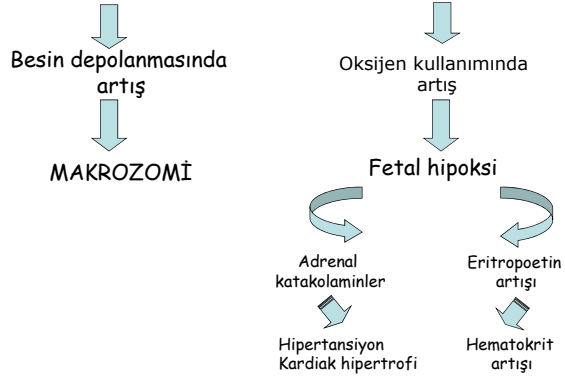 Besin depolanmasında
artış
MAKROZOMİ
Oksijen kullanımında
artış
Fetal hipoksi
Adrenal
katakolaminler
Hipertansiyon
Kardiak hipertrofi
Eritropoetin
artışı
Hematokrit
artışı